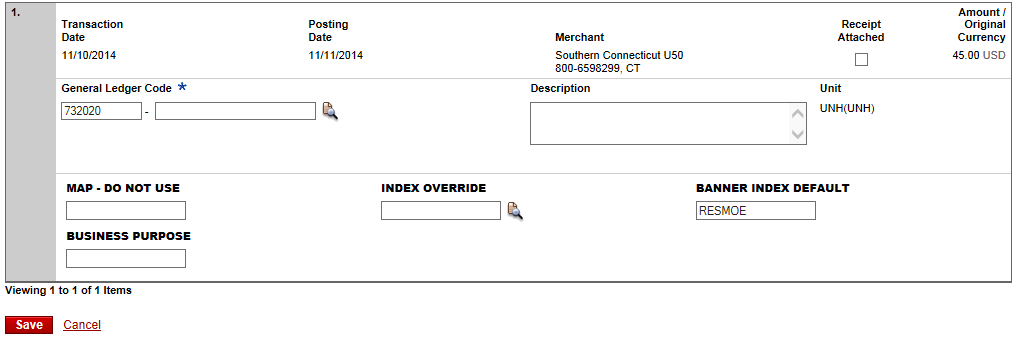 1.
Transaction Date
Posting Date
Merchant
Receipt Attached
Amount / Original Currency
11/10/2014
11/11/2014
Southern Connecticut U50
800-6598299, CT
45.00 USD
General Ledger Code *
Description
Unit
732020 -
UNH(UNH)
MAP - DO NOT USE
INDEX OVERRIDE
BANNER INDEX DEFAULT
RESMOE
BUSINESS PURPOSE
Viewing 1 to 1 of 1 Items
Save Cancel